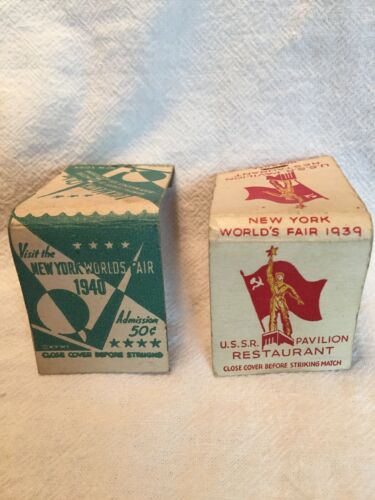 Visit the
NEW YORK WORLDS FAIR
1940
Admission
50¢
CLOSE COVER BEFORE STRIKING
U.S.S.R.
PAVILION
NEW YORK
WORLD'S FAIR 1939
U.S.S.R. PAVILION
RESTAURANT
CLOSE COVER BEFORE STRIKING MATCH